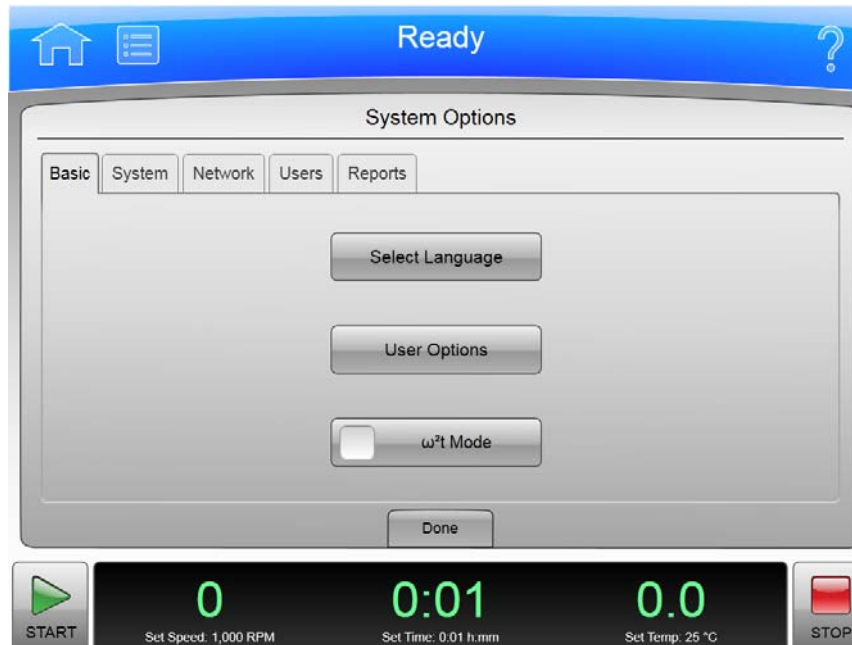 Ready
System Options
Basic System Network Users Reports
Select Language
User Options
ω²t Mode
Done
0 0:01 0.0
START Set Speed: 1,000 RPM Set Time: 0:01 h:mm Set Temp: 25 °C STOP